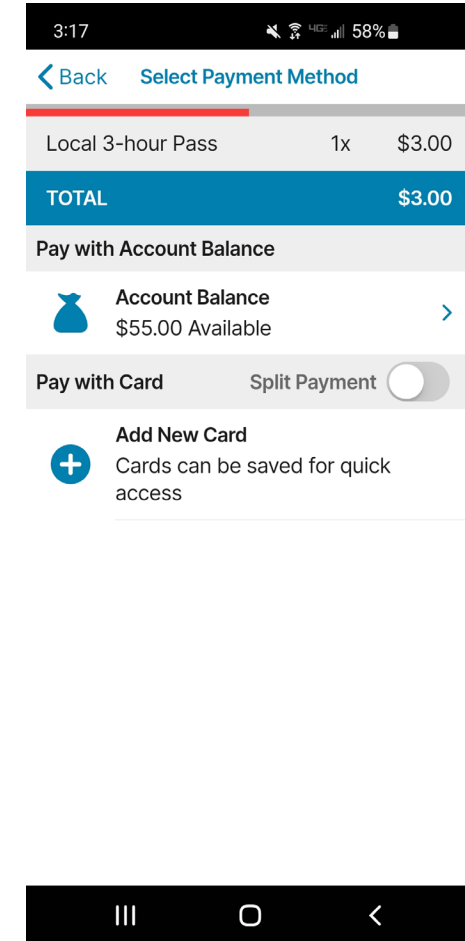 3:17 4GE 58%
Back Select Payment Method
Local 3-hour Pass 1x $3.00
TOTAL $3.00
Pay with Account Balance
Account Balance
$55.00 Available
Pay with Card Split Payment
Add New Card
Cards can be saved for quick
access